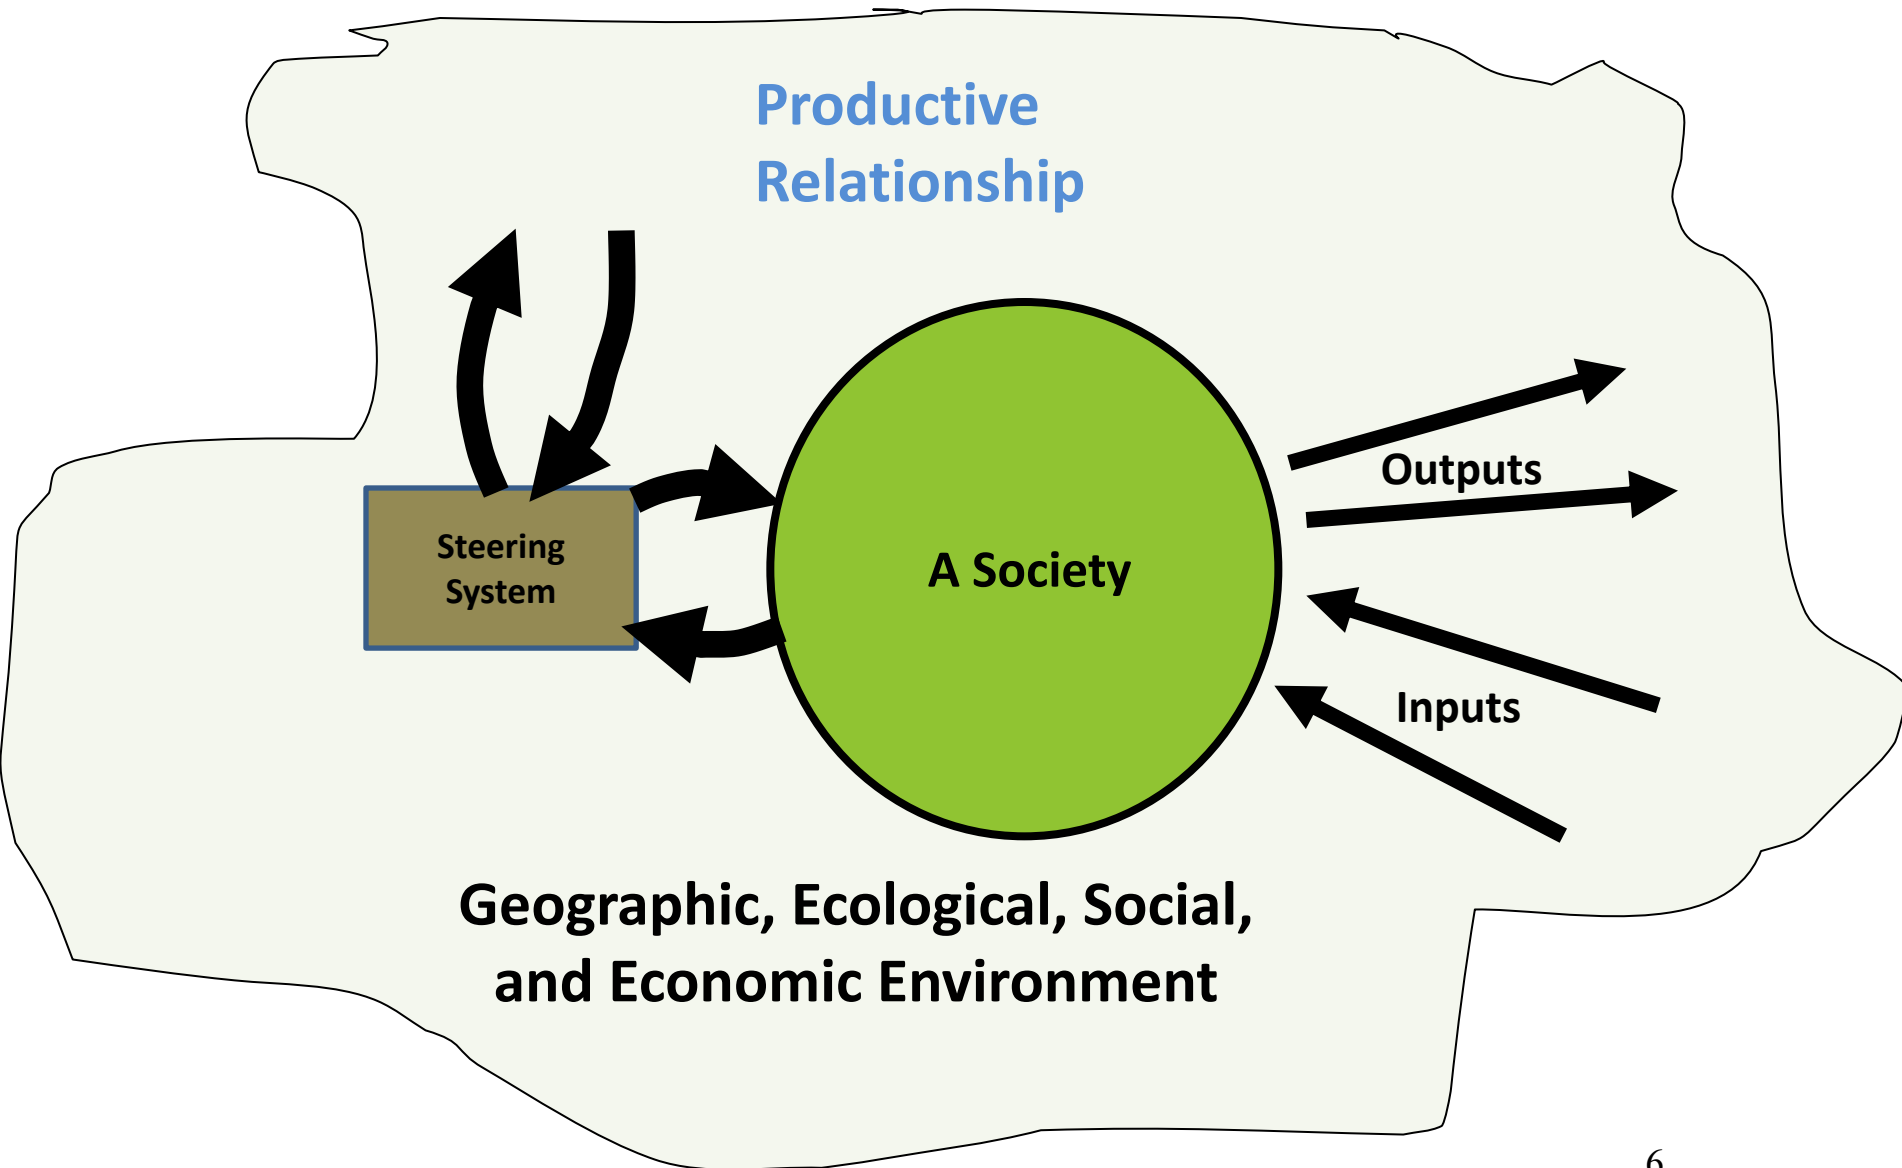 Productive
Relationship
Outputs
Steering
System
A Society
Inputs
Geographic, Ecological, Social,
and Economic Environment
6